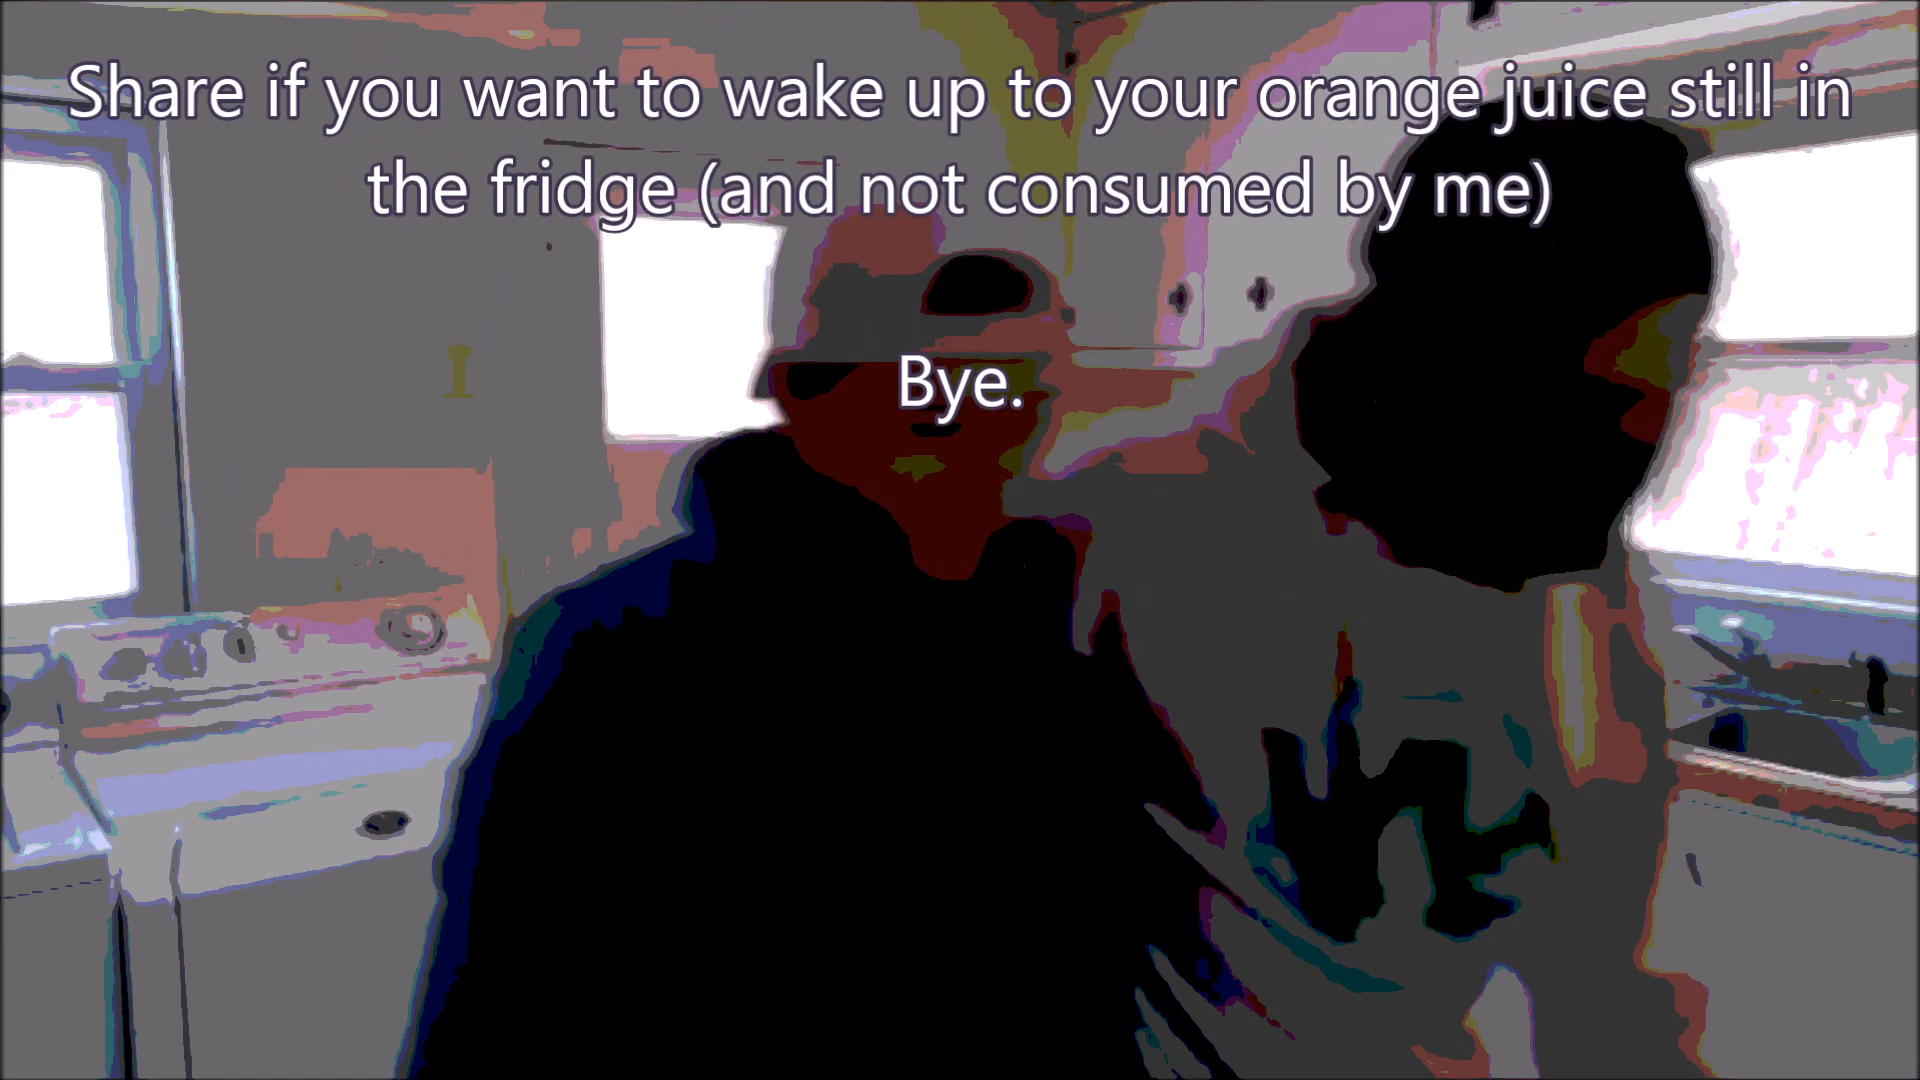 Share if you want to wake up to your orange juice still in
the fridge (and not consumed by me)
Bye.